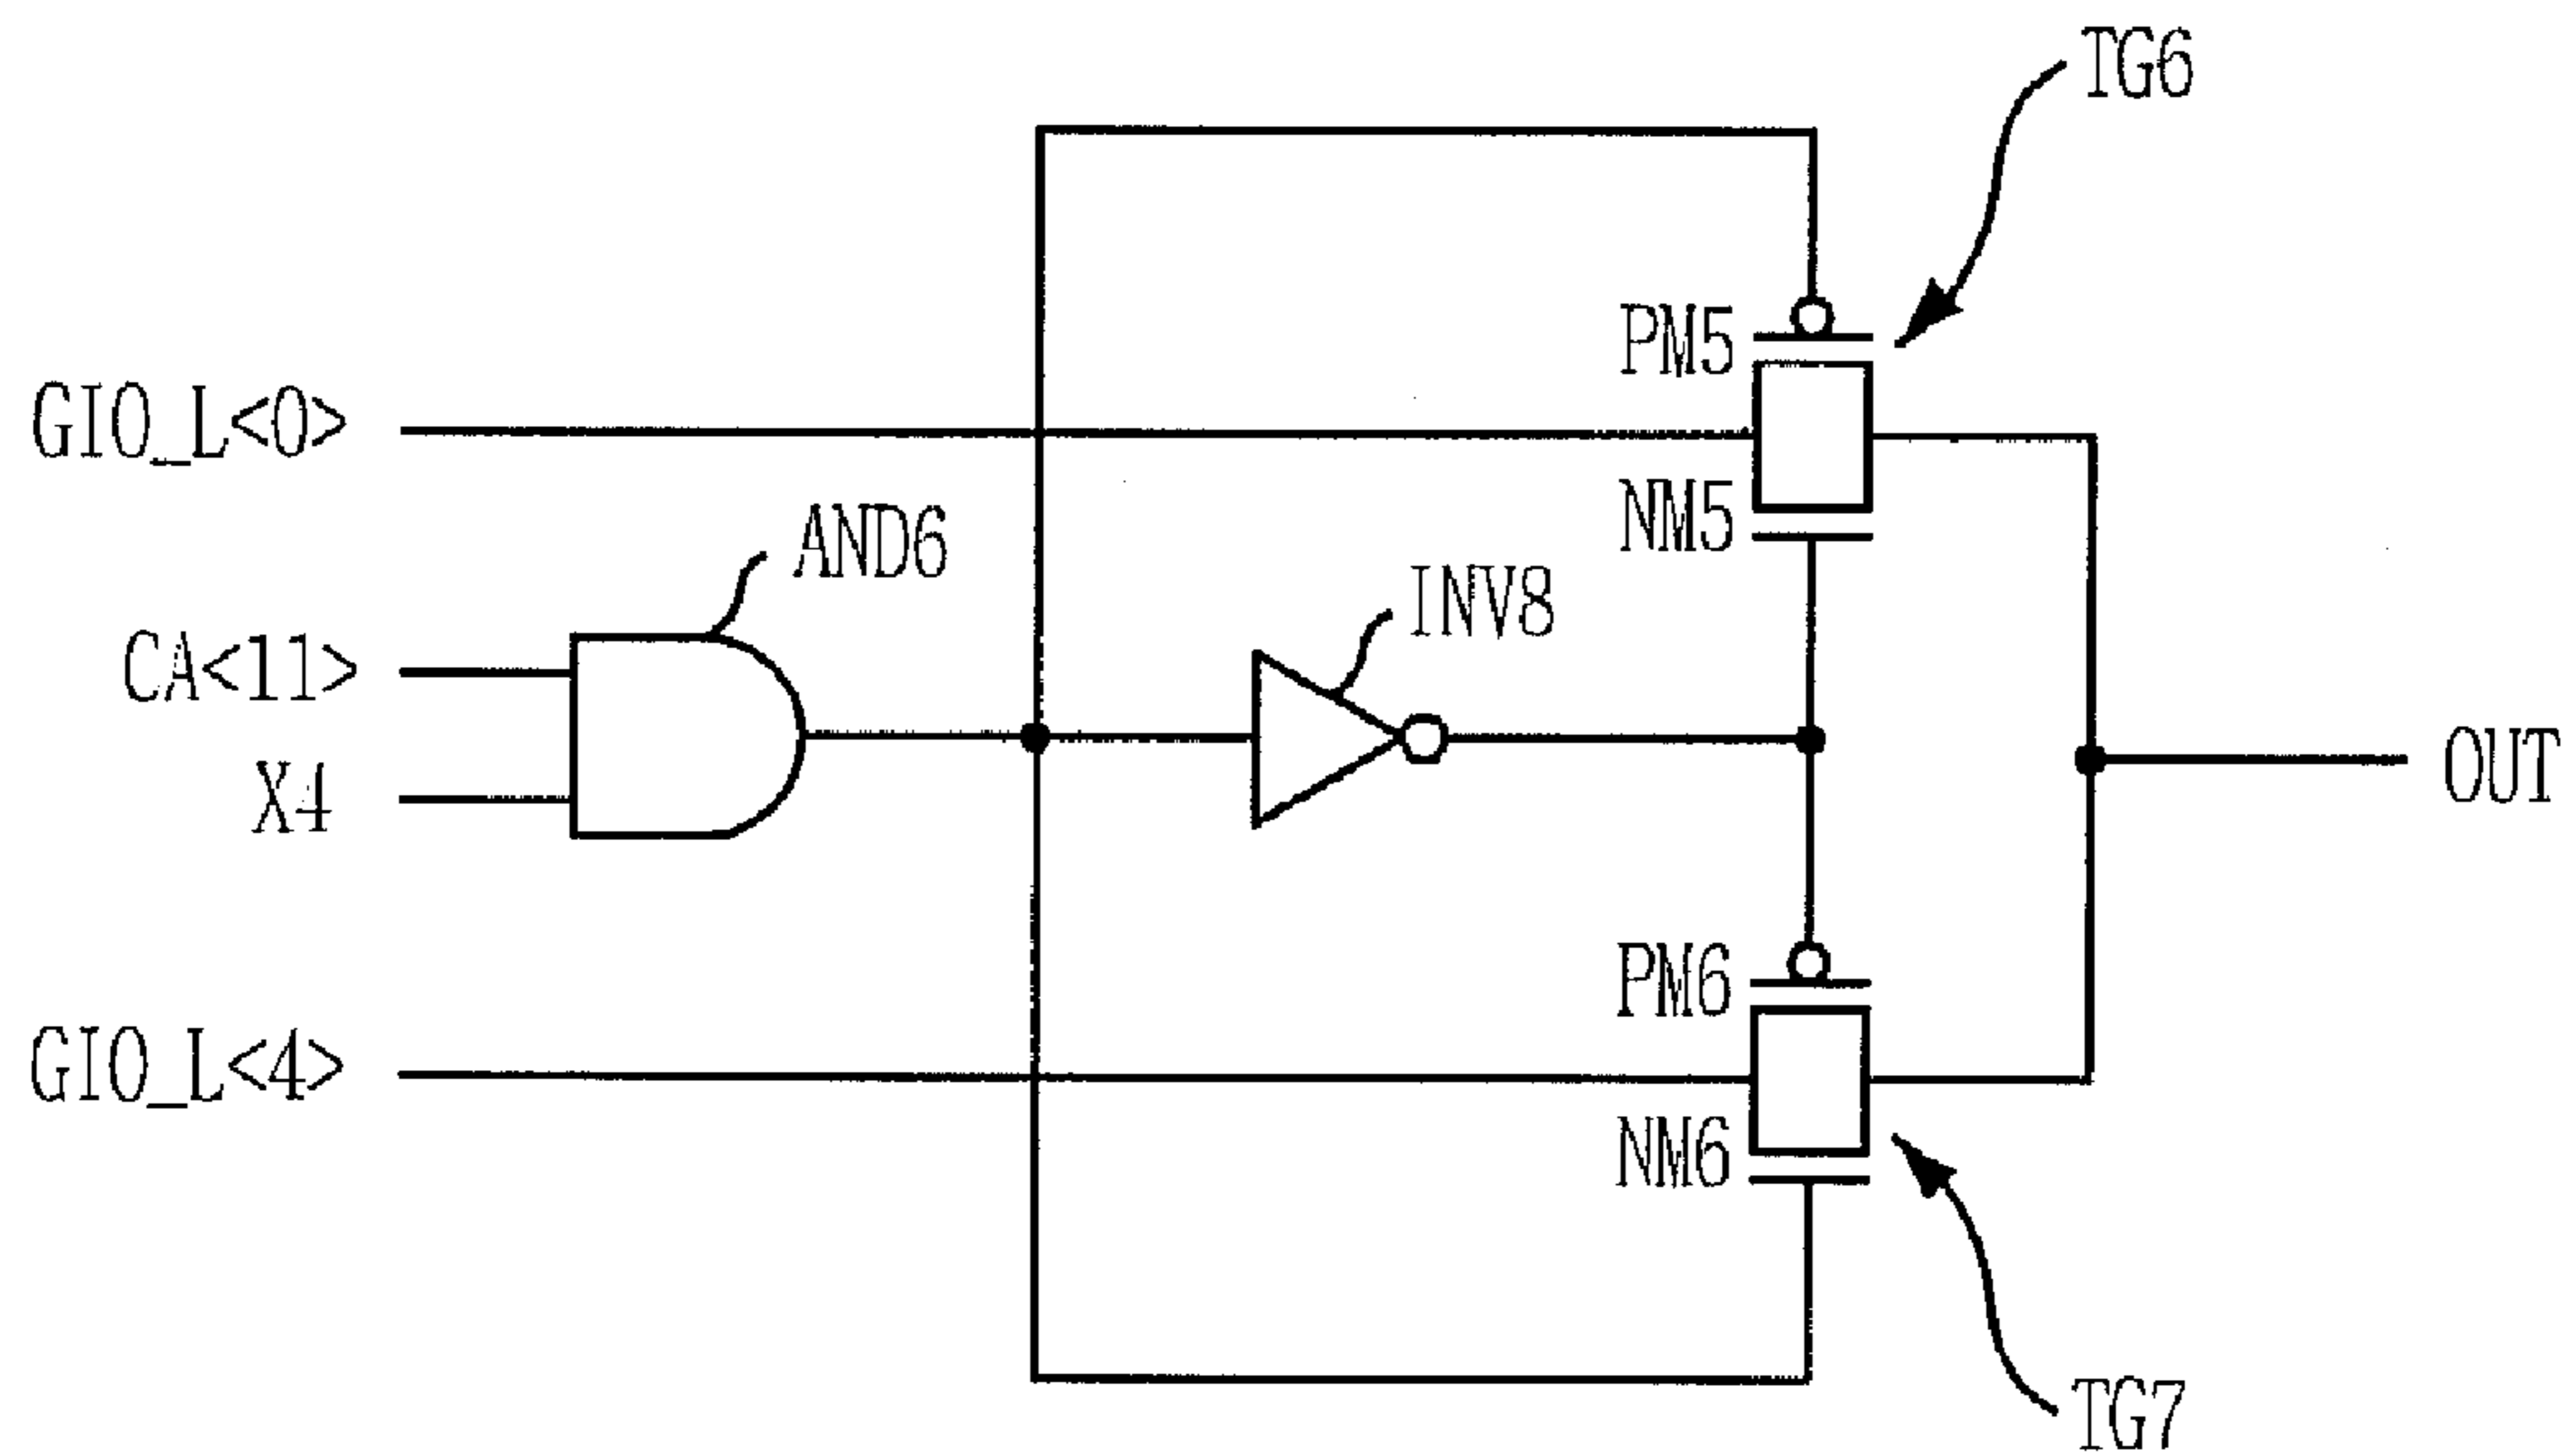 TG6
PM5
GIO_L<0>
NM5
AND6
INV8
CA<11>
X4
OUT
PM6
GIO_L<4>
NM6
TG7